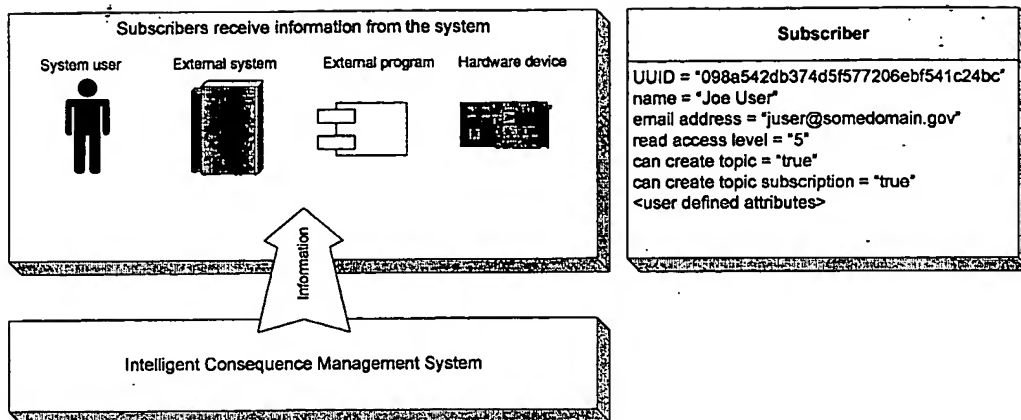 Subscribers receive information from the system
System user
External system
External program
Hardware device
Information
Intelligent Consequence Management System
Subscriber
UUID = "098a542db374d5f577206ebf541c24bc"
name = "Joe User"
email address = "juser@somedomain.gov"
read access level = "5"
can create topic = "true"
can create topic subscription = "true"
<user defined attributes>